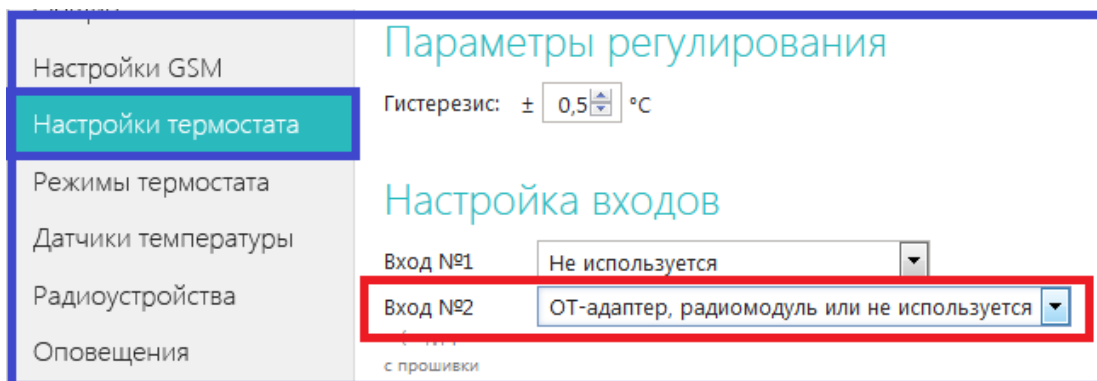 Настройки GSM
Настройки термостата
Режимы термостата
Датчики температуры
Радиоустройства
Оповещения
Параметры регулирования
Гистерезис: ± 0,5 °C
Настройка входов
Вход №1 Не используется
Вход №2 ОТ-адаптер, радиомодуль или не используется
с прошивки